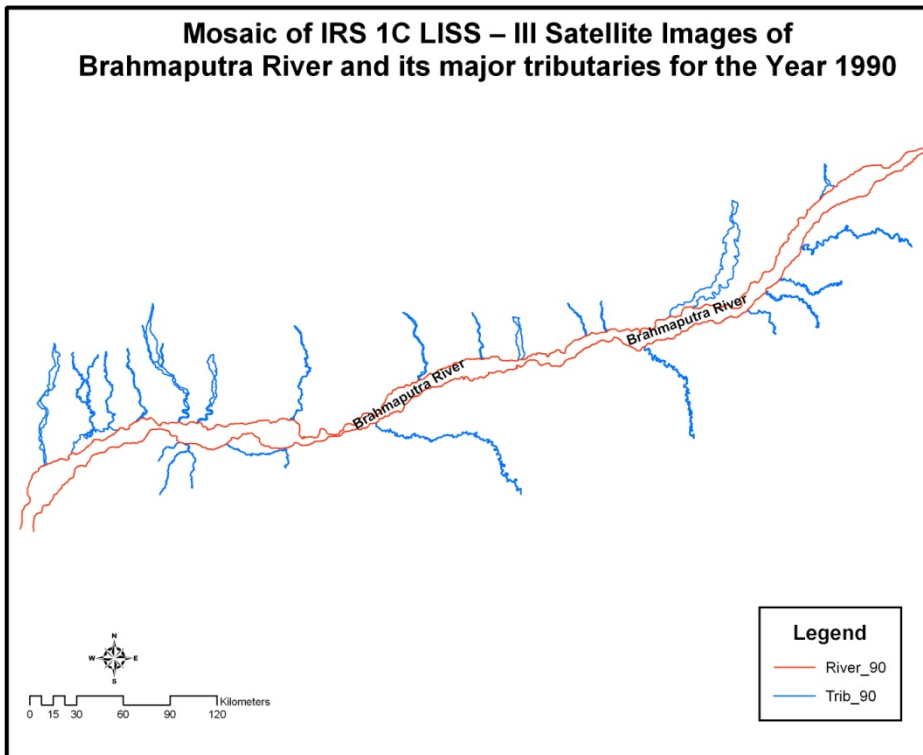 Mosaic of IRS 1C LISS – III Satellite Images of
Brahmaputra River and its major tributaries for the Year 1990
Brahmaputra River
Brahmaputra River
N
W E
S
Kilometers
0 15 30 60 90 120
Legend
River_90
Trib_90